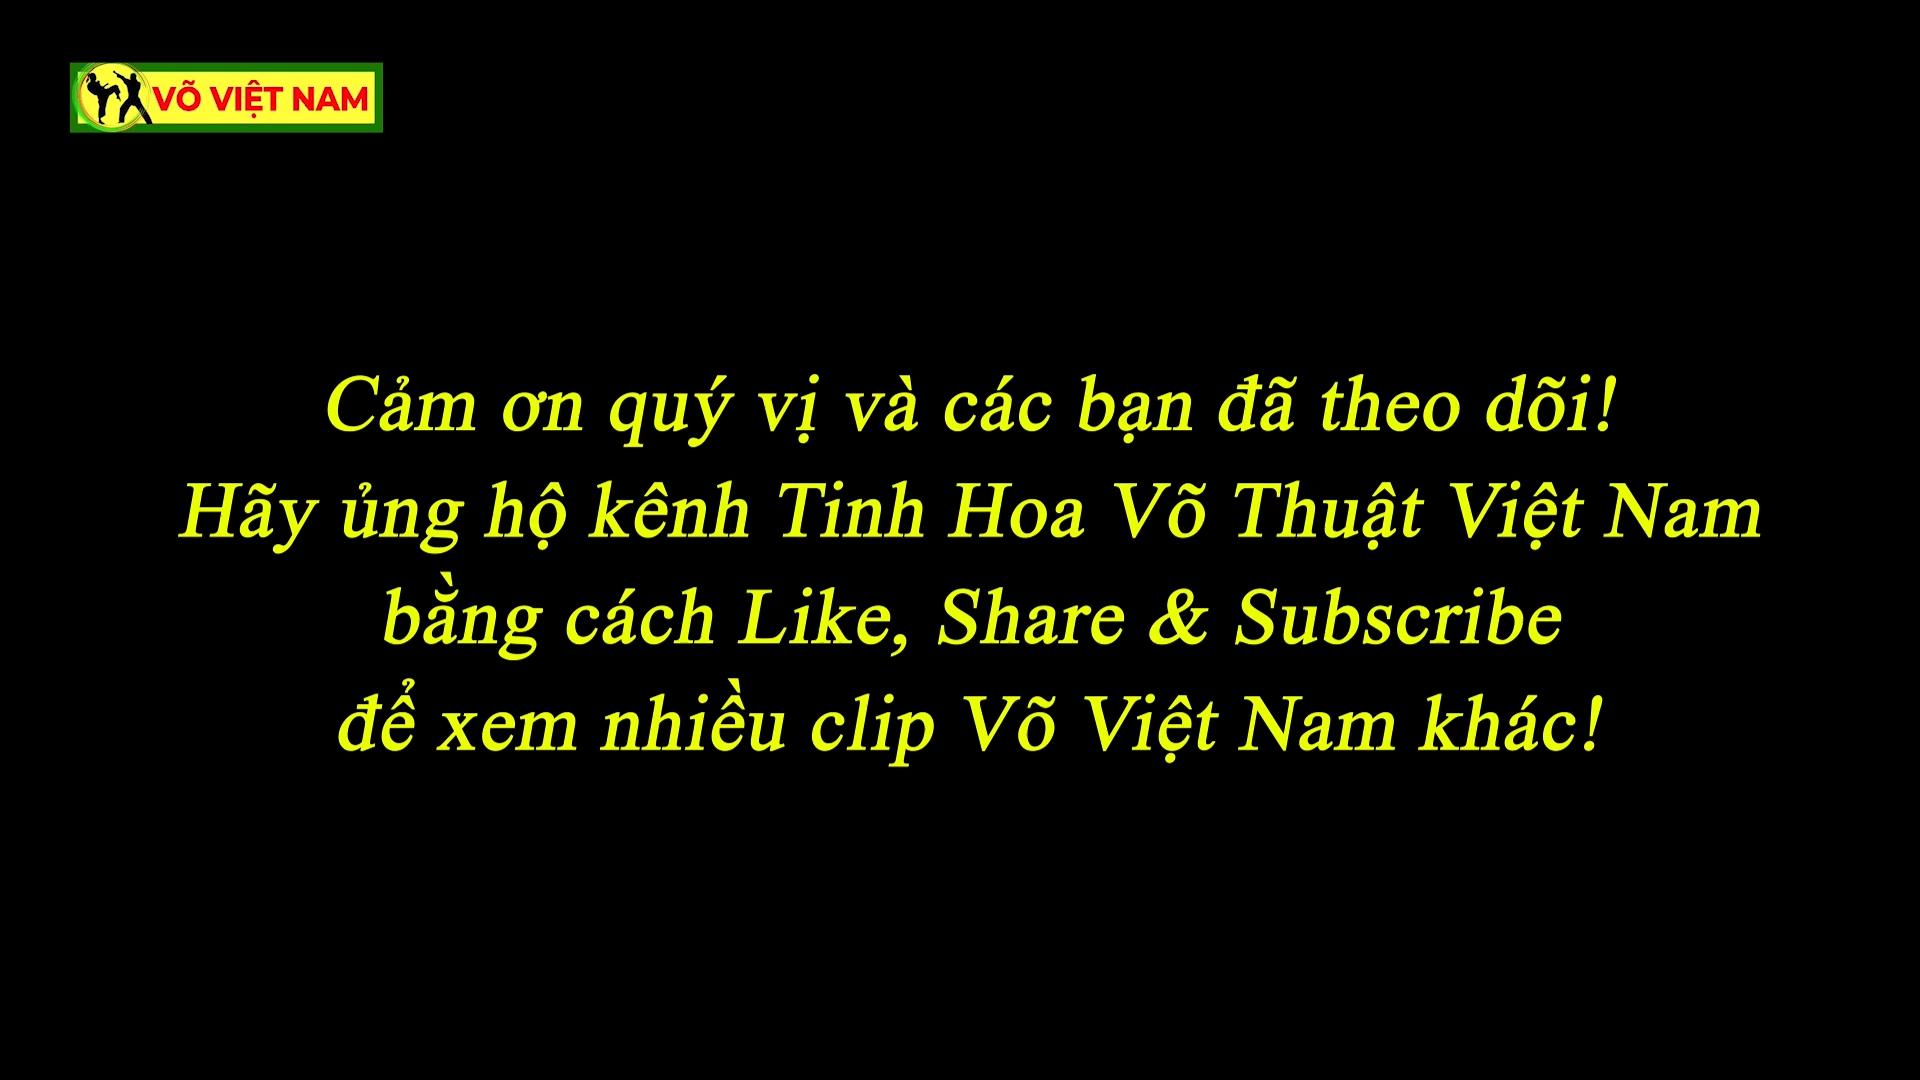 VÕ VIỆT NAM
Cảm ơn quý vị và các bạn đã theo dõi!
Hãy ủng hộ kênh Tinh Hoa Võ Thuật Việt Nam
bằng cách Like, Share & Subscribe
để xem nhiều clip Võ Việt Nam khác!